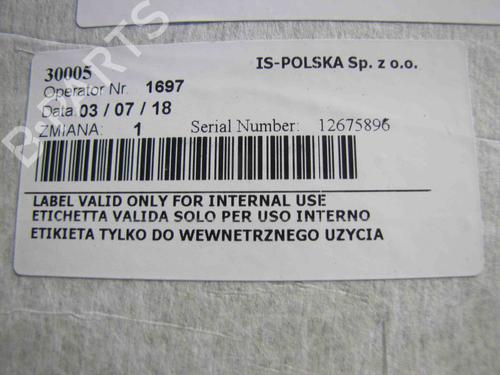 30005 IS-POLSKA Sp. z o.o.
Operator Nr. 1697
Data: 03 / 07 / 18
ZMIANA: 1 Serial Number: 12675896
LABEL VALID ONLY FOR INTERNAL USE
ETICHETTA VALIDA SOLO PER USO INTERNO
ETIKIETA TYLKO DO WEWNETRZNEGO UZYCIA
B-PARTS